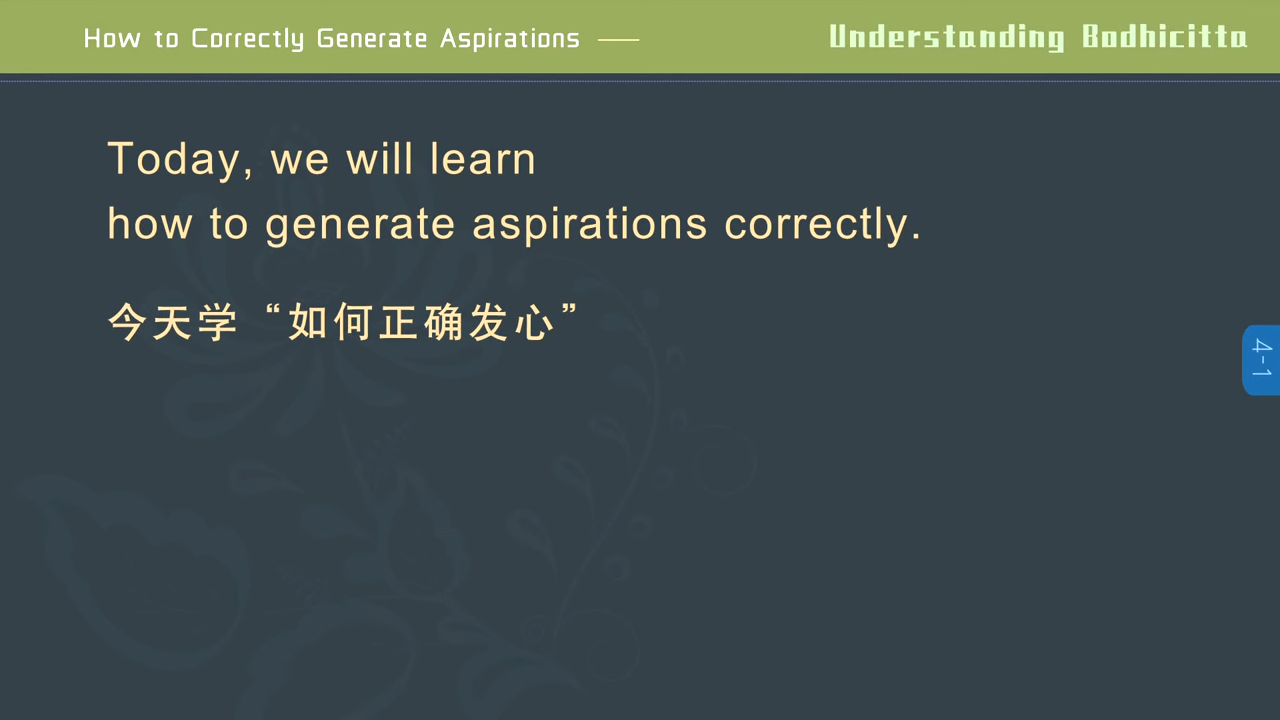 How to Correctly Generate Aspirations
Understanding Bodhicitta
Today, we will learn
how to generate aspirations correctly.
今天学“如何正确发心”
4-1